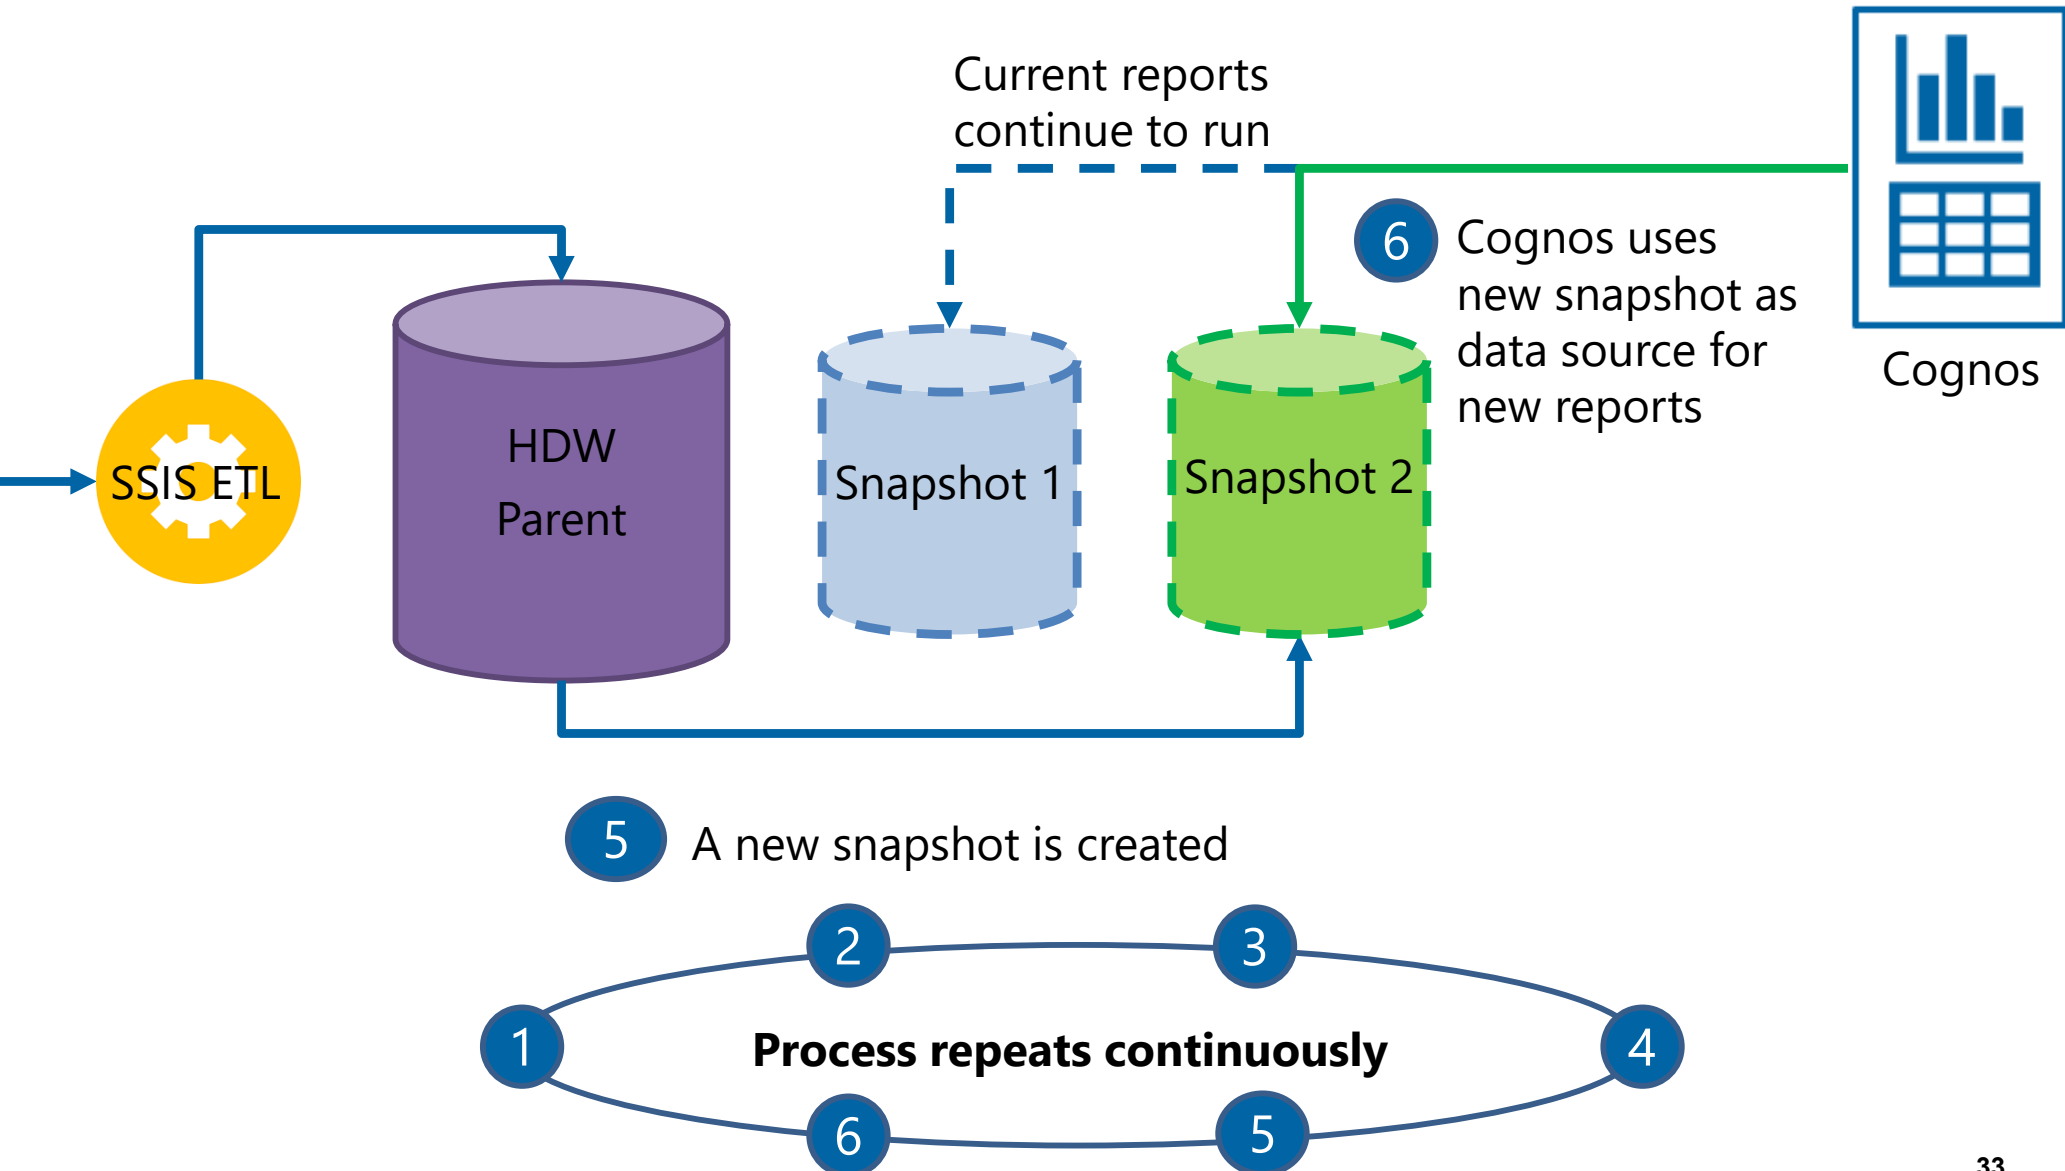 Current reports
continue to run
6
Cognos uses
new snapshot as
data source for
new reports
Cognos
SSIS ETL
HDW
Parent
Snapshot 1
Snapshot 2
5
A new snapshot is created
2
3
1
Process repeats continuously
4
6
5
33